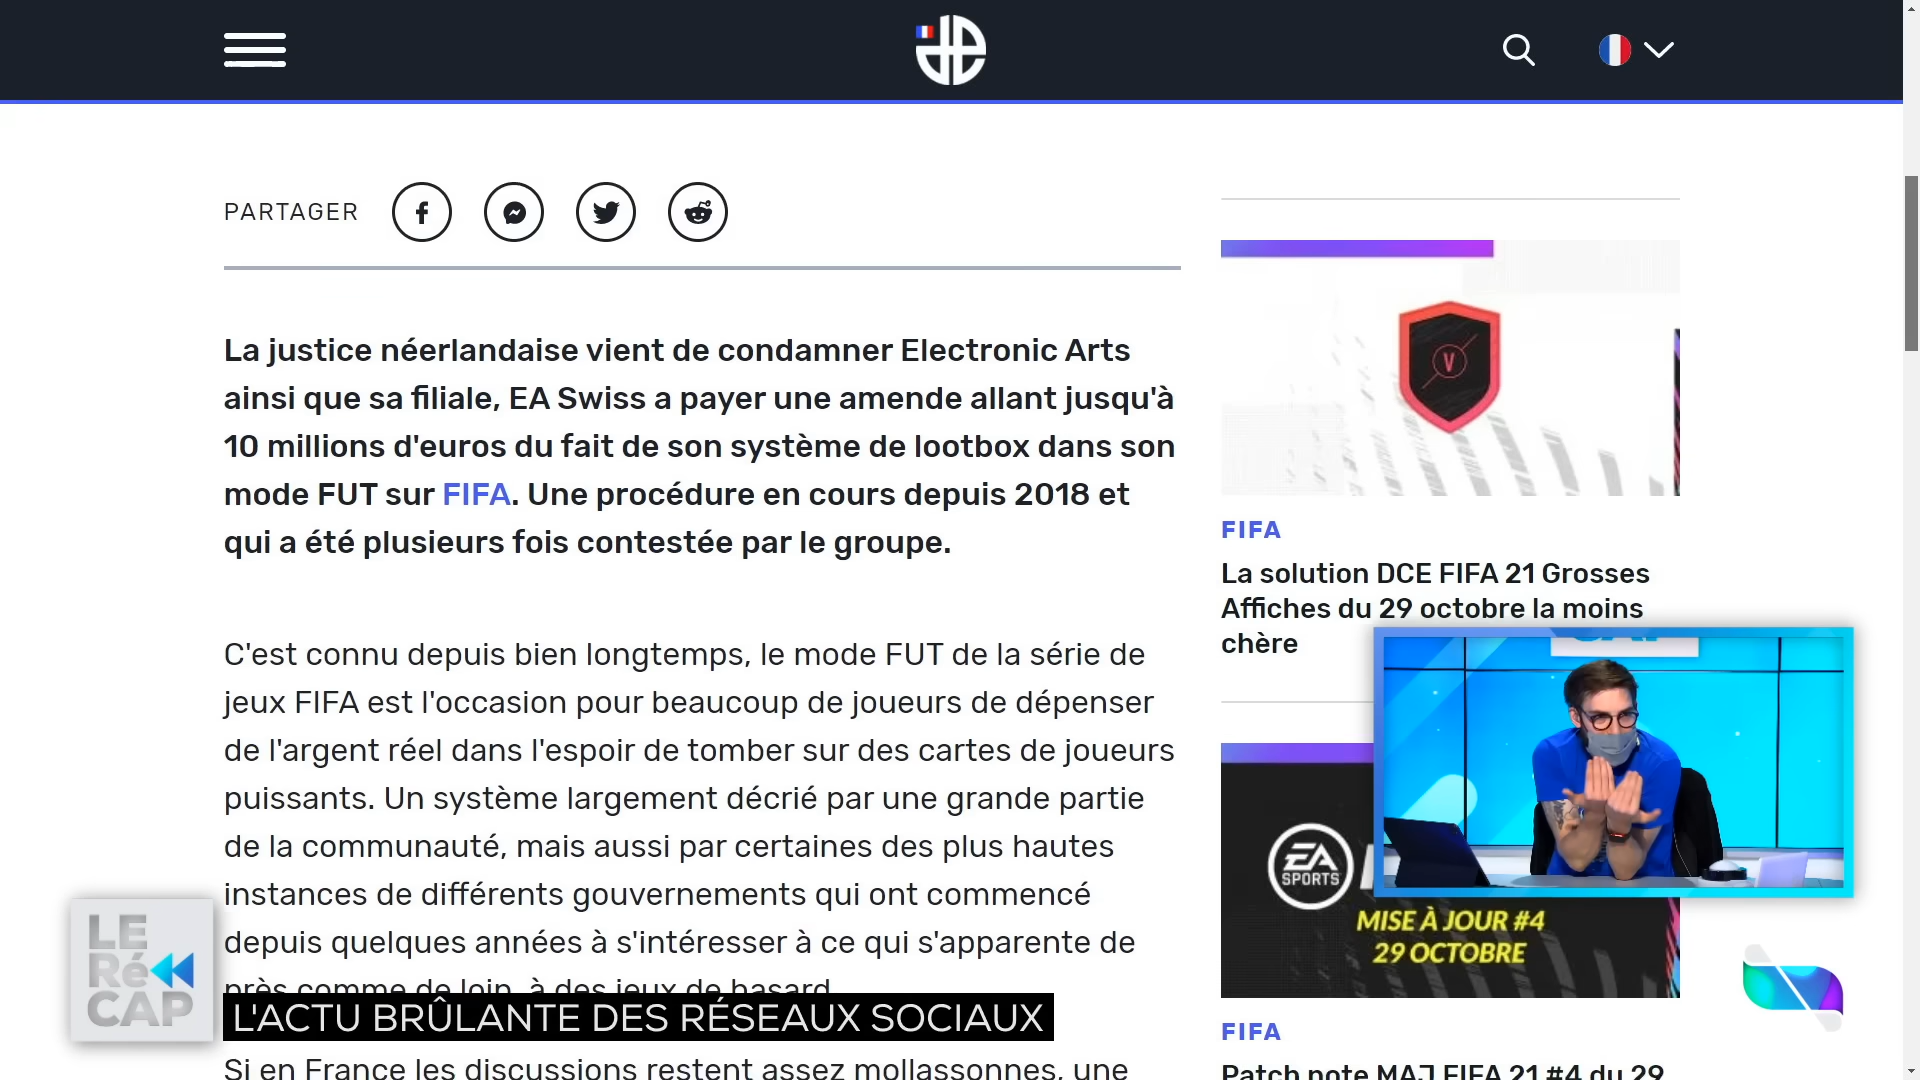 PARTAGER
La justice néerlandaise vient de condamner Electronic Arts
ainsi que sa filiale, EA Swiss a payer une amende allant jusqu'à
10 millions d'euros du fait de son système de lootbox dans son
mode FUT sur FIFA. Une procédure en cours depuis 2018 et
qui a été plusieurs fois contestée par le groupe.
C'est connu depuis bien longtemps, le mode FUT de la série de
jeux FIFA est l'occasion pour beaucoup de joueurs de dépenser
de l'argent réel dans l'espoir de tomber sur des cartes de joueurs
puissants. Un système largement décrié par une grande partie
de la communauté, mais aussi par certaines des plus hautes
instances de différents gouvernements qui ont commencé
depuis quelques années à s'intéresser à ce qui s'apparente de
près comme de loin, à des jeux de hasard.
Si en France les discussions restent assez mollassonnes, une
FIFA
La solution DCE FIFA 21 Grosses
Affiches du 29 octobre la moins
chère
EA
SPORTS
MISE À JOUR #4
29 OCTOBRE
FIFA
Patch note MAJ FIFA 21 #4 du 29
LE
Ré
CAP
L'ACTU BRÛLANTE DES RÉSEAUX SOCIAUX